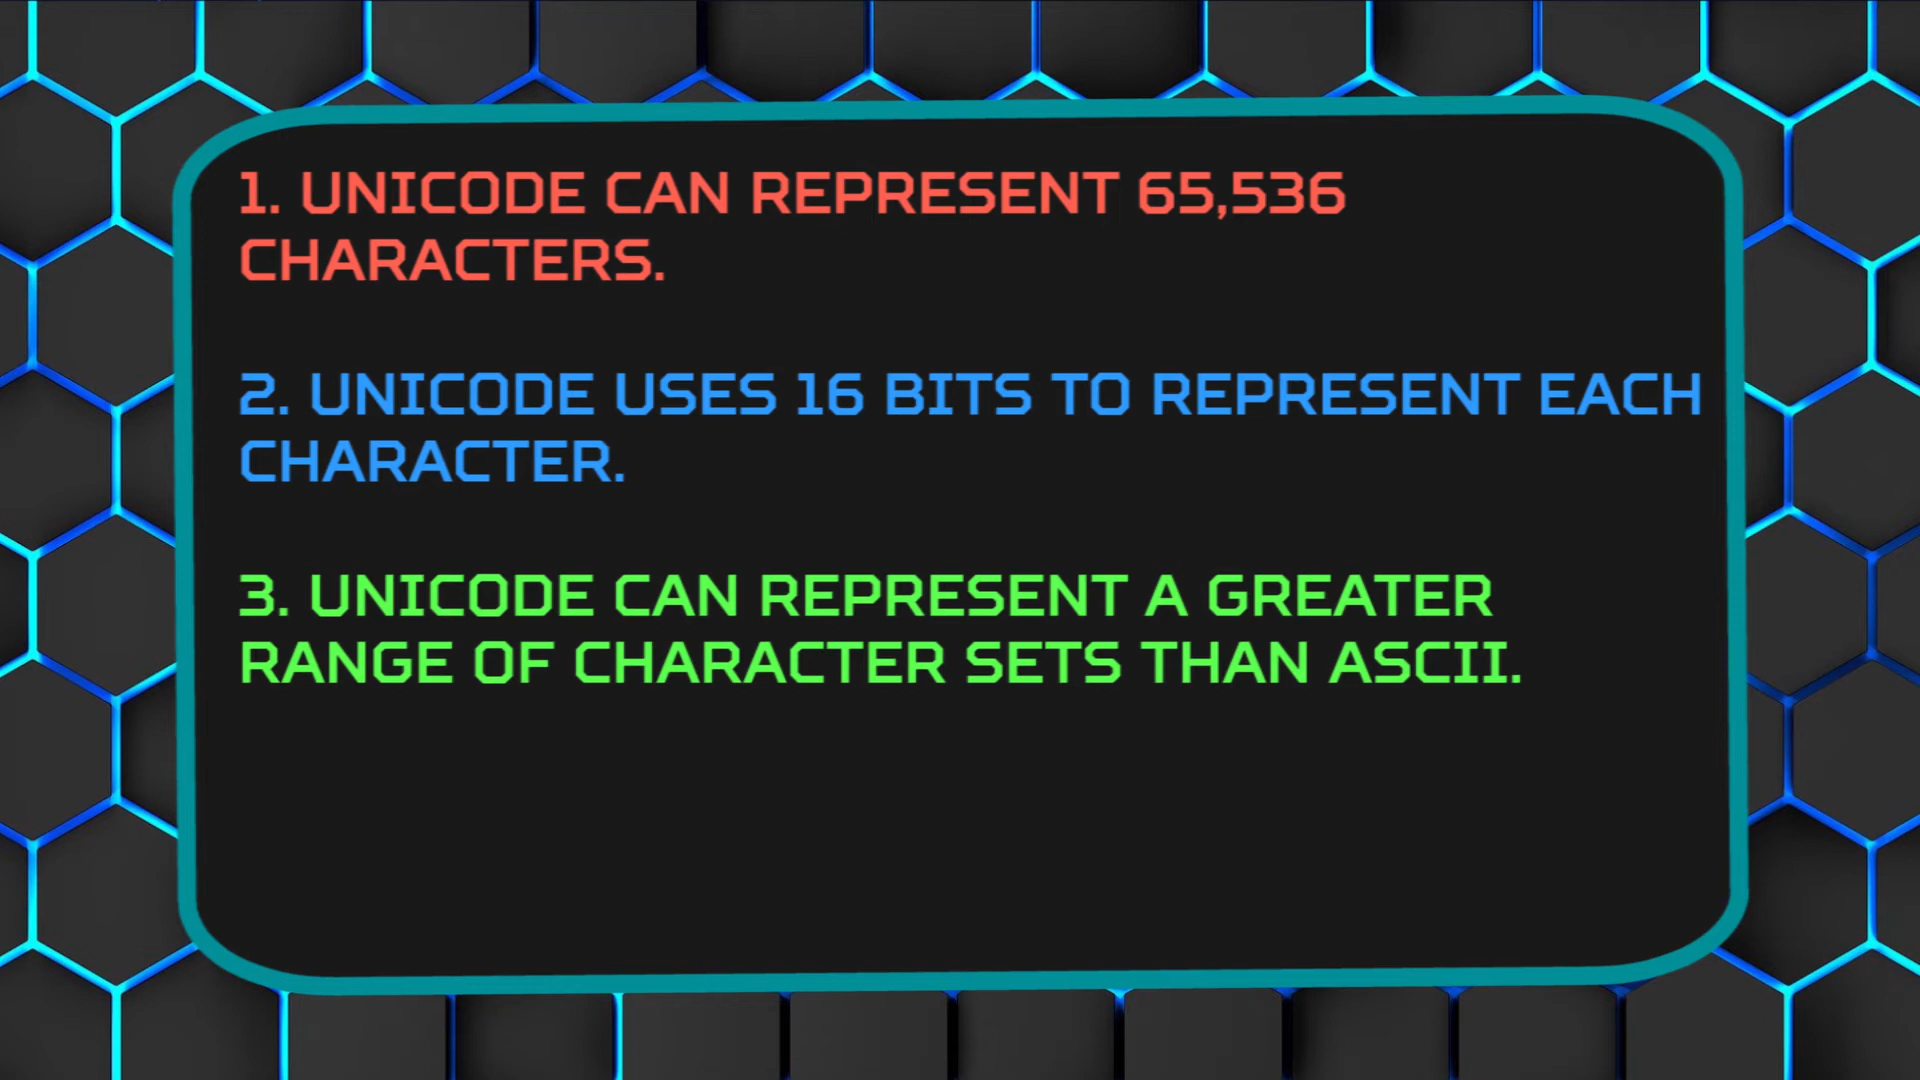 1. UNICODE CAN REPRESENT 65,536
CHARACTERS.
2. UNICODE USES 16 BITS TO REPRESENT EACH
CHARACTER.
3. UNICODE CAN REPRESENT A GREATER
RANGE OF CHARACTER SETS THAN ASCII.